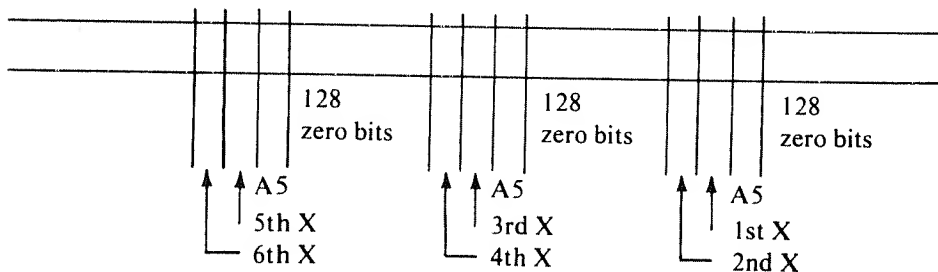 128
zero bits
128
zero bits
128
zero bits
A5
5th X
6th X
A5
3rd X
4th X
A5
1st X
2nd X